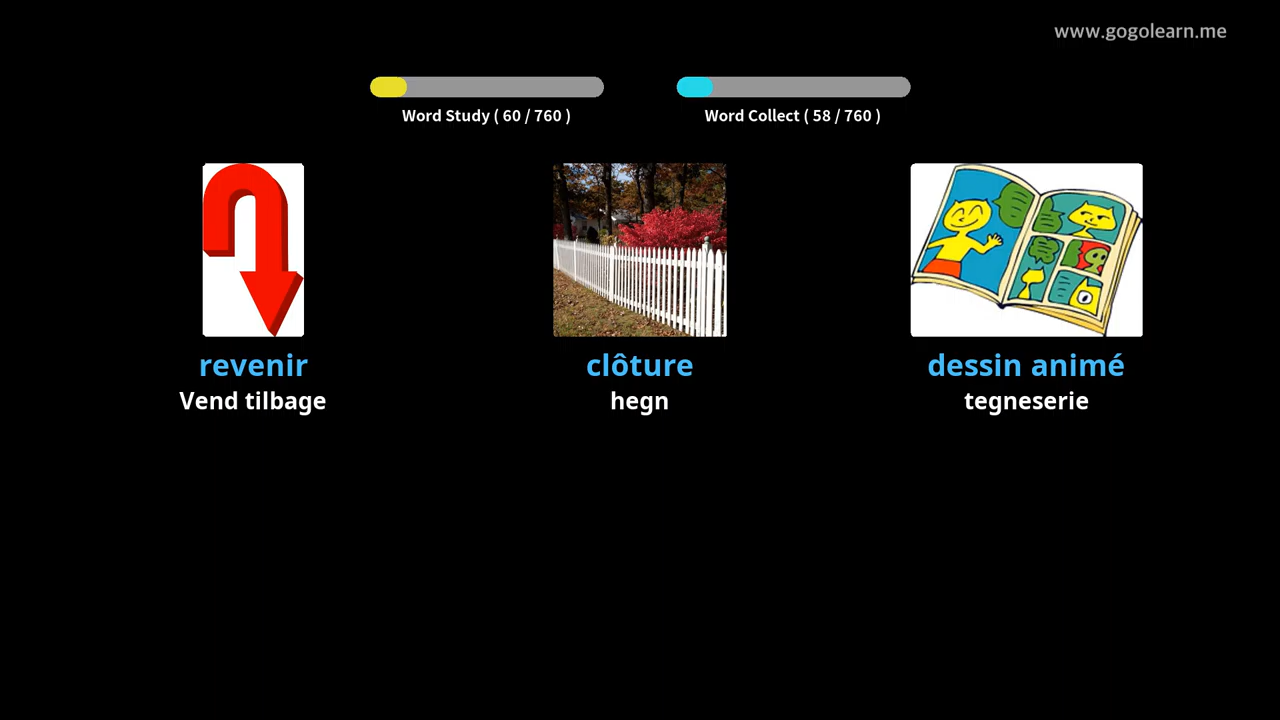 www.gogolearn.me
Word Study ( 60 / 760 )
Word Collect ( 58 / 760 )
revenir
clôture
dessin animé
Vend tilbage
hegn
tegneserie